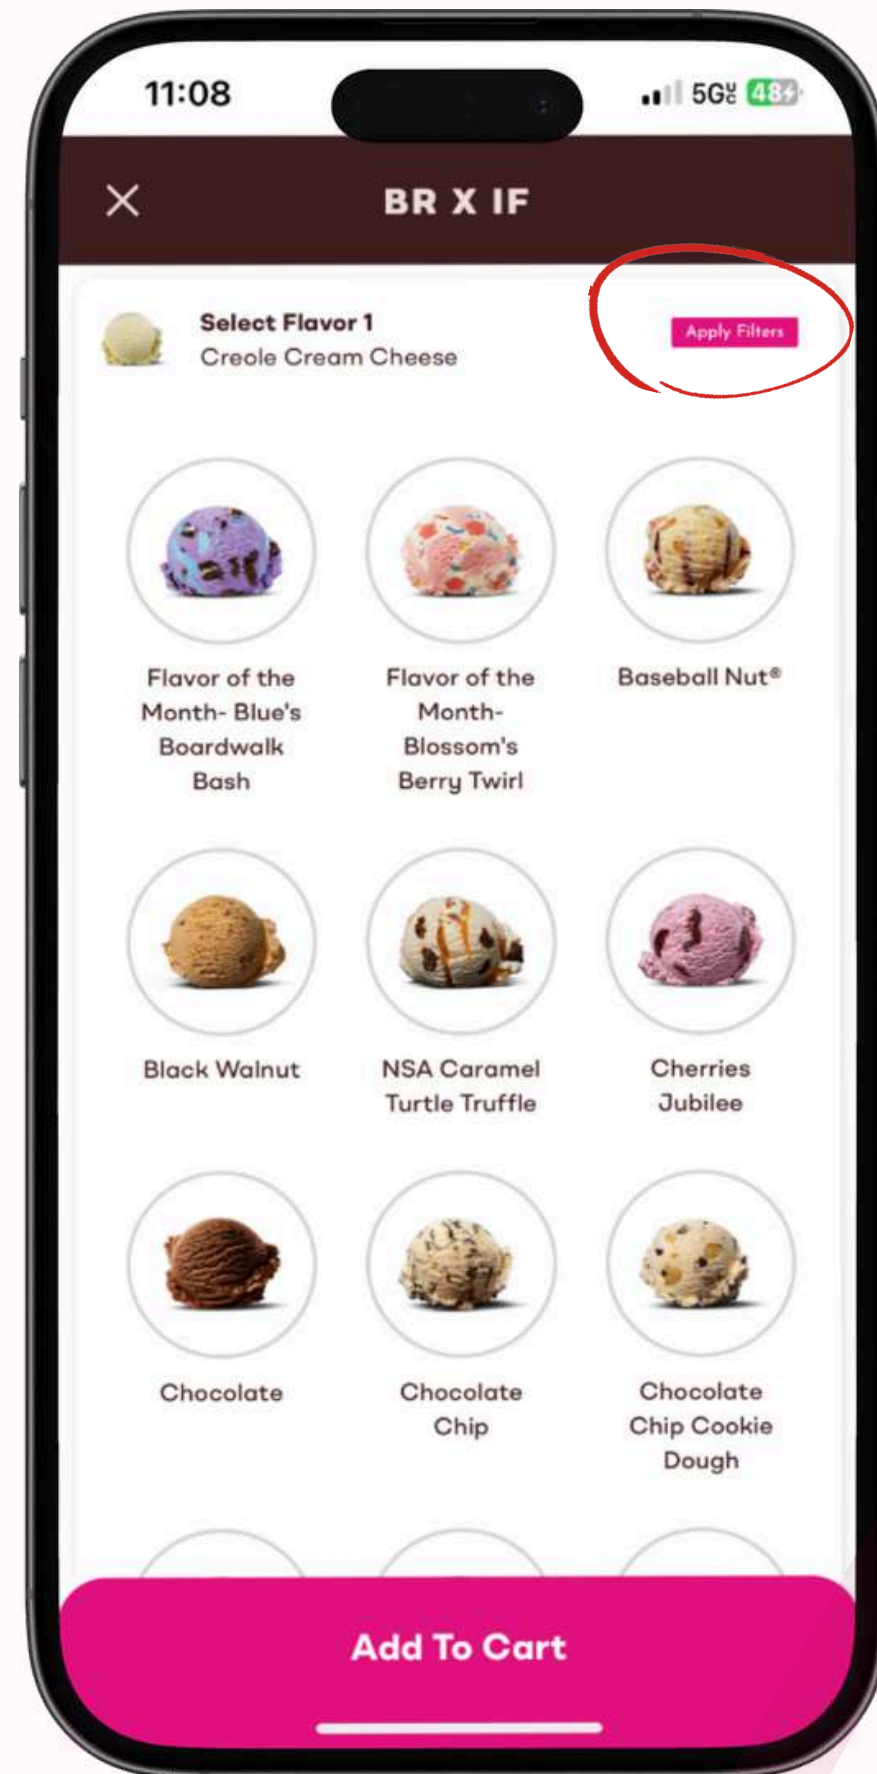 11:08
5G UC 48
BR X IF
Select Flavor 1
Creole Cream Cheese
Apply Filters
Flavor of the
Month- Blue's
Boardwalk
Bash
Flavor of the
Month-
Blossom's
Berry Twirl
Baseball Nut®
Black Walnut
NSA Caramel
Turtle Truffle
Cherries
Jubilee
Chocolate
Chocolate
Chip
Chocolate
Chip Cookie
Dough
Add To Cart